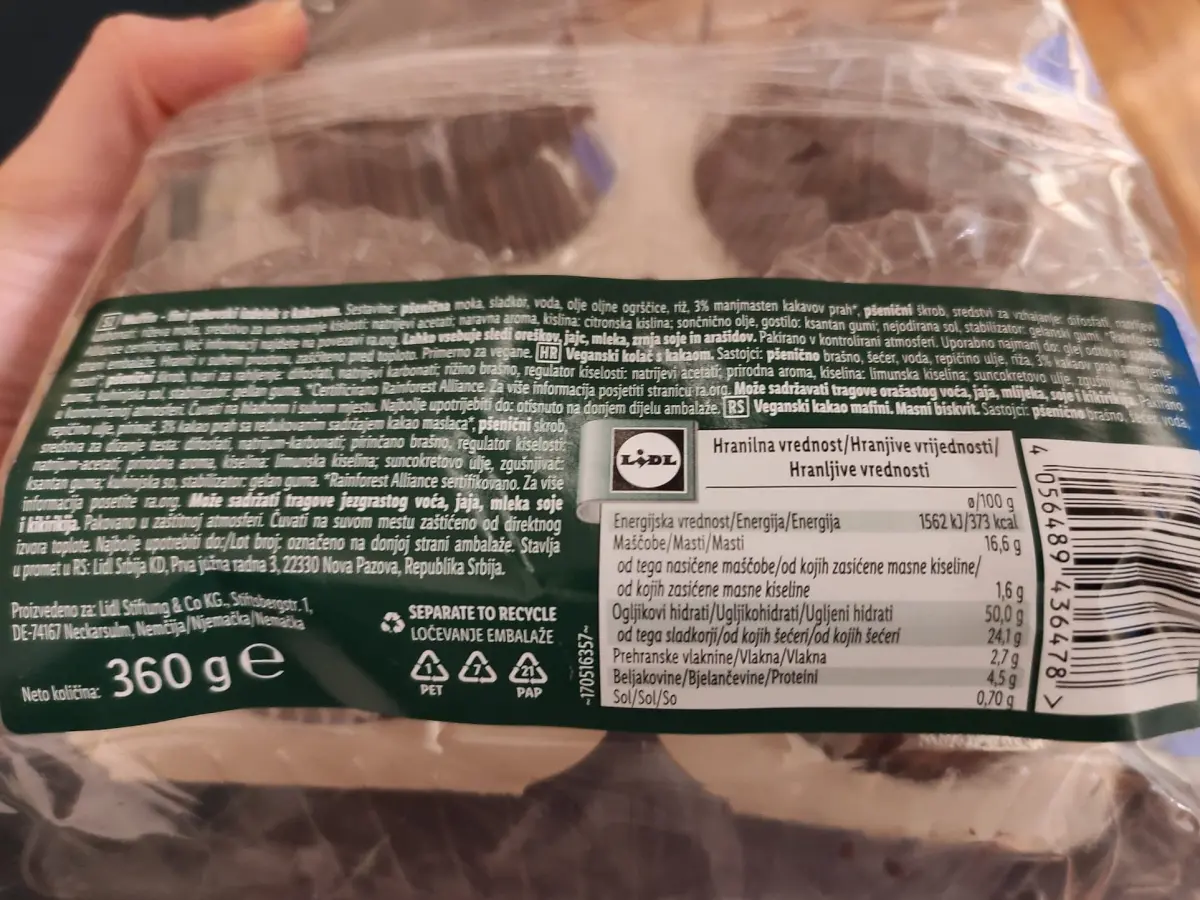 Sestavine: pšenična moka, sladkor, voda, olje oljne ogrščice, riž, 3% manjmasten kakavov prah*, pšenični škrob, sredstvi za vzhajanje: difosfati, natrijevi
natrijevi acetati, naravna aroma, kislina: citronska kislina; sončnično olje, gostilo: ksantan gumi; nejodirana sol, stabilizator: gelanski gumi. *Rainforest
najdete na povezavi ra.org. Lahko vsebuje sledi oreškov, jajc, mleka, zrnja soje in arašidov. Pakirano v kontrolirani atmosferi. Uporabno najmanj do: glej odtis na
zaščiteno pred toploto. Primerno za vegane. HR Veganski kolač s kakaom. Sastojci: pšenično brašno, šećer, voda, repičino ulje, riža, 3% kakaov prah
difosfati, natrijevi karbonati; rižino brašno, regulator kiselosti: natrijevi acetati; prirodna aroma, kiselina: limunska kiselina; suncokretovo ulje,
stabilizator: gelan guma. *Certificirano Rainforest Alliance. Za više informacija posjetiti stranicu ra.org. Može sadržavati tragove orašastog voća, jaja, mlijeka, soje i kikirikija. Pakirano
Čuvati na hladnom i suhom mjestu. Najbolje upotrijebiti do: otisnuto na donjem dijelu ambalaže. RS Veganski kakao mafini. Masni biskvit. Sastojci: pšenično brašno, šećer, voda,
repičino ulje, pirinač, 3% kakao prah sa redukovanim sadržajem kakao maslaca*, pšenični skrob,
sredstva za dizanje testa: difosfati, natrijum-karbonati; pirinčano brašno, regulator kiselosti:
natrijum-acetati; prirodna aroma, kiselina: limunska kiselina; suncokretovo ulje, zgušnjivač:
ksantan guma; kuhinjska so, stabilizator: gelan guma. *Rainforest Alliance sertifikovano. Za više
informacija posetite ra.org. Može sadržati tragove jezgrastog voća, jaja, mleka soje
i kikirikija. Pakovano u zaštitnoj atmosferi. Čuvati na suvom mestu zaštićeno od direktnog
izvora toplote. Najbolje upotrebiti do:/Lot broj: označeno na donjoj strani ambalaže. Stavlja
u promet u RS: Lidl Srbija KD, Prva južna radna 3, 22330 Nova Pazova, Republika Srbija.
Proizvedeno za: Lidl Stiftung & Co KG., Stiftsbergstr. 1,
DE-74167 Neckarsulm, Nemčija/Njemačka/Nemačka
Neto količina: 360 g e
SEPARATE TO RECYCLE
LOČEVANJE EMBALAŽE
1 7 21
PET PAP
~170516357~
LIDL
Hranilna vrednost/Hranjive vrijednosti/
Hranljive vrednosti
ø/100 g
Energijska vrednost/Energija/Energija 1562 kJ/373 kcal
Maščobe/Masti/Masti 16,6 g
od tega nasičene maščobe/od kojih zasićene masne kiseline/
od kojih zasićene masne kiseline 1,6 g
Ogljikovi hidrati/Ugljikohidrati/Ugljeni hidrati 50,0 g
od tega sladkorji/od kojih šećeri/od kojih šećeri 24,1 g
Prehranske vlaknine/Vlakna/Vlakna 2,7 g
Beljakovine/Bjelančevine/Proteini 4,5 g
Sol/Sol/So 0,70 g
4 056489 436478 >